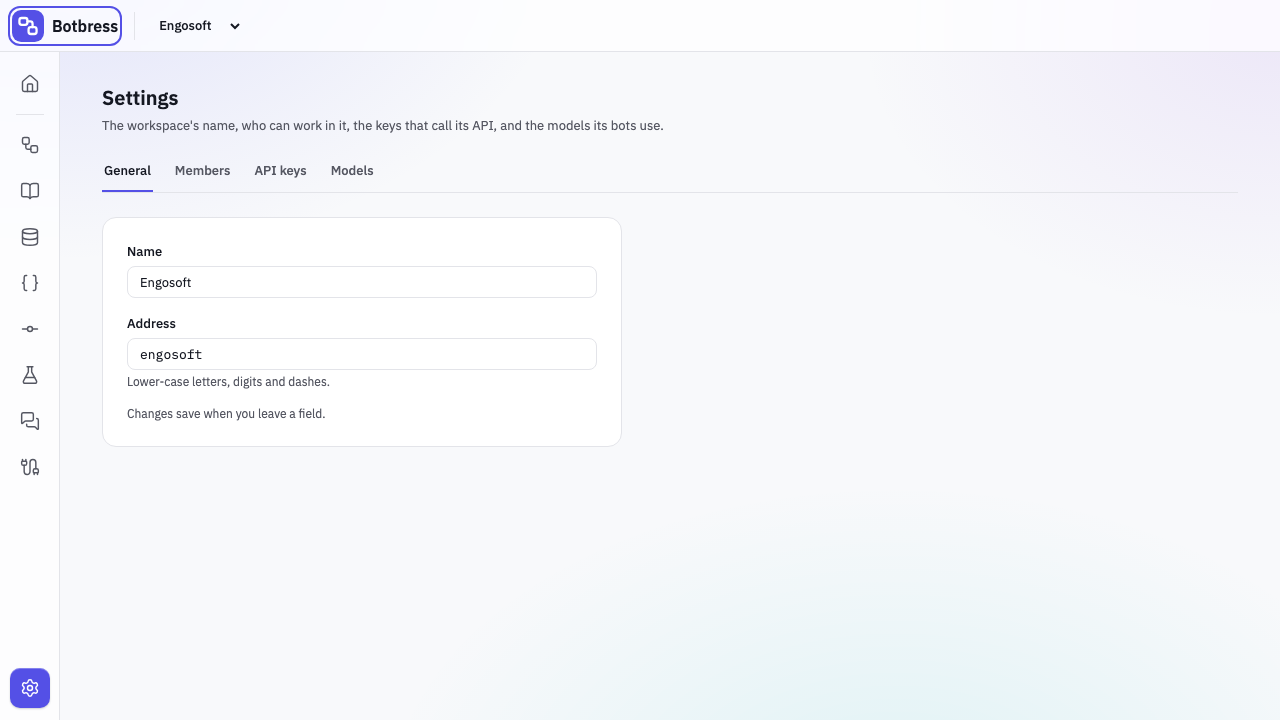 Botbress
Engosoft
Settings
The workspace's name, who can work in it, the keys that call its API, and the models its bots use.
General Members API keys Models
Name
Engosoft
Address
engosoft
Lower-case letters, digits and dashes.
Changes save when you leave a field.